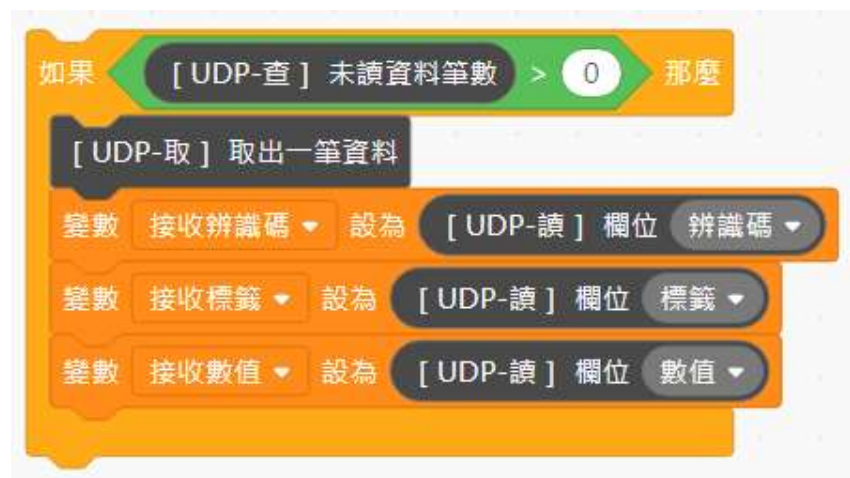 如果 [ UDP-查 ] 未讀資料筆數 > 0 那麼
[ UDP-取 ] 取出一筆資料
變數 接收辨識碼 設為 [ UDP-讀 ] 欄位 辨識碼
變數 接收標籤 設為 [ UDP-讀 ] 欄位 標籤
變數 接收數值 設為 [ UDP-讀 ] 欄位 數值